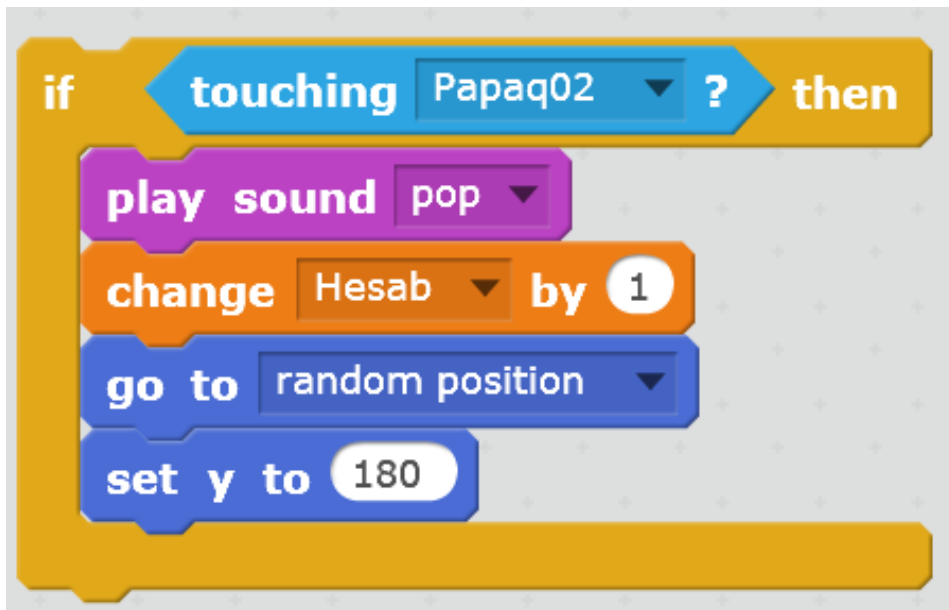 if touching Papaq02 ? then
play sound pop
change Hesab by 1
go to random position
set y to 180